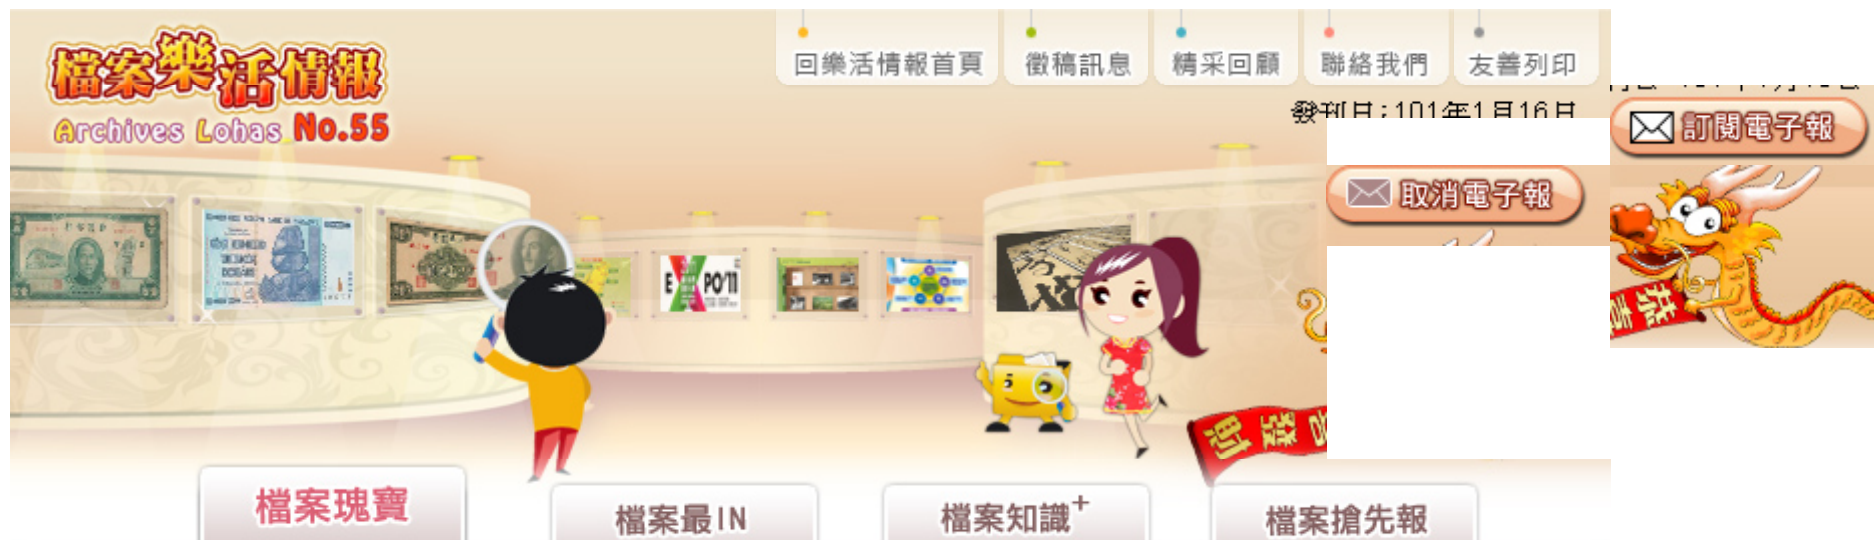 檔案樂活情報
Archives Lohas No.55
回樂活情報首頁
徵稿訊息
精采回顧
聯絡我們
友善列印
發刊日:101年1月16日
訂閱電子報
取消電子報
EXPO'11
恭喜
財發喜
檔案瑰寶
檔案最IN
檔案知識+
檔案搶先報